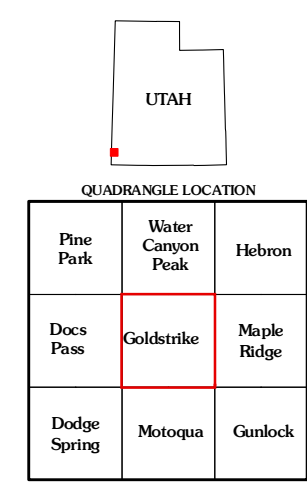 UTAH
QUADRANGLE LOCATION
Pine
Park
Water
Canyon
Peak
Hebron
Docs
Pass
Goldstrike
Maple
Ridge
Dodge
Spring
Motoqua
Gunlock